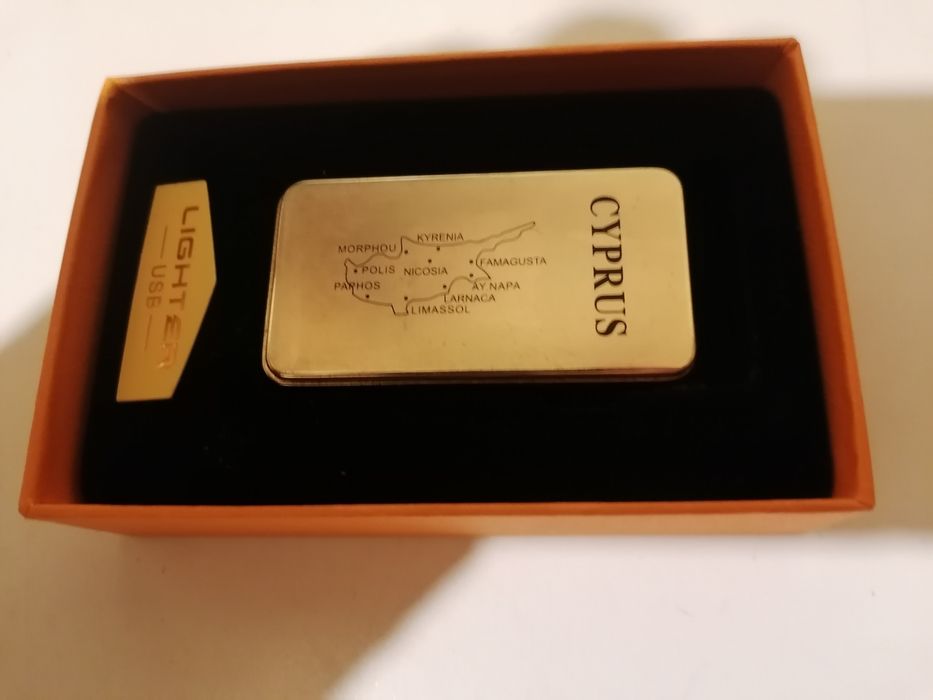 LIGHTER
USB
KYRENIA
MORPHOU
POLIS
NICOSIA
FAMAGUSTA
PAPHOS
AY NAPA
LARNACA
LIMASSOL
CYPRUS